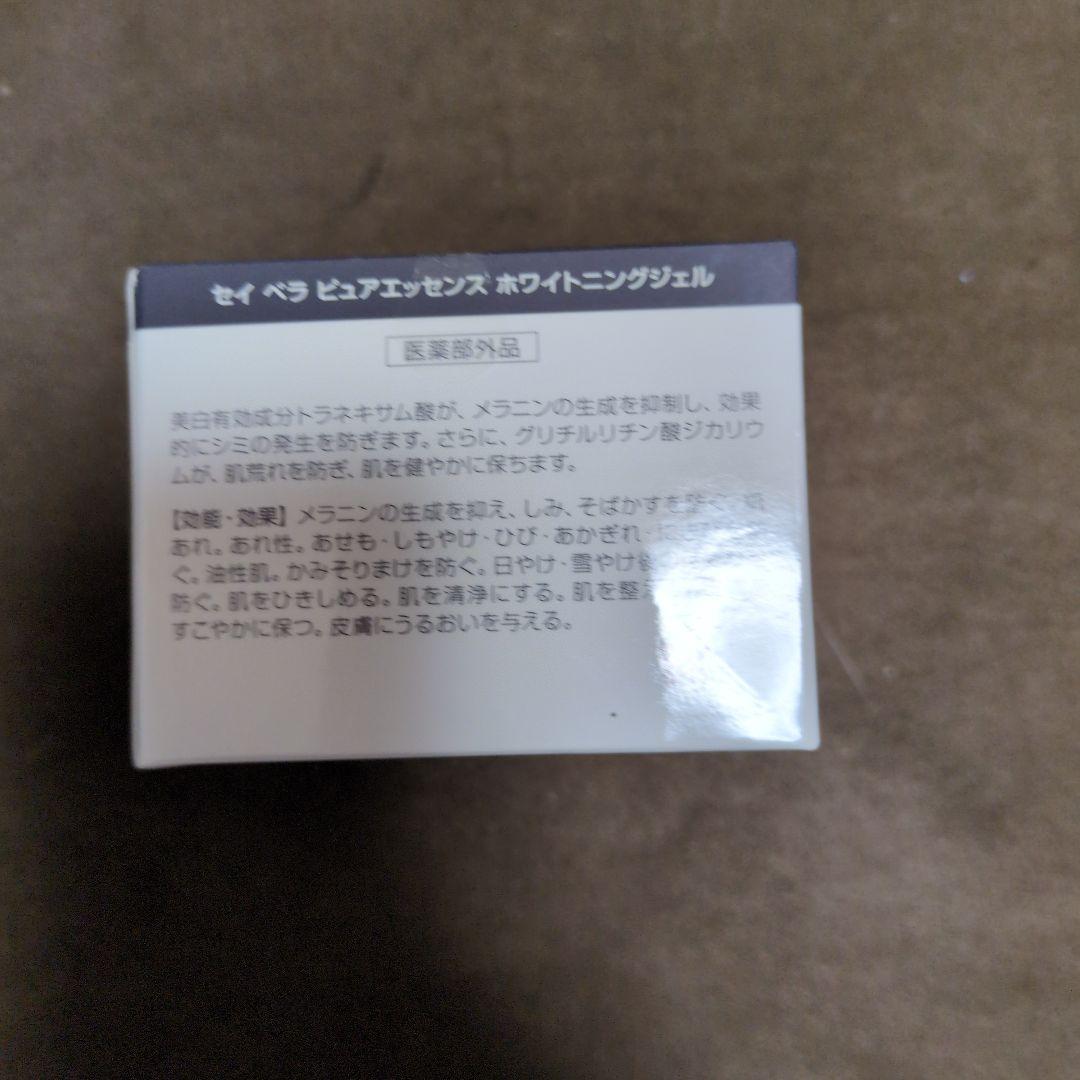 セイ ベラ ピュアエッセンズ ホワイトニングジェル
医薬部外品
美白有効成分トラネキサム酸が、メラニンの生成を抑制し、効果
的にシミの発生を防ぎます。さらに、グリチルリチン酸ジカリウ
ムが、肌荒れを防ぎ、肌を健やかに保ちます。
【効能・効果】メラニンの生成を抑え、しみ、そばかすを防ぐ。肌
あれ。あれ性。あせも・しもやけ・ひび・あかぎれ・
ぐ。油性肌。かみそりまけを防ぐ。日やけ・雪やけ後
防ぐ。肌をひきしめる。肌を清浄にする。肌を整え
すこやかに保つ。皮膚にうるおいを与える。